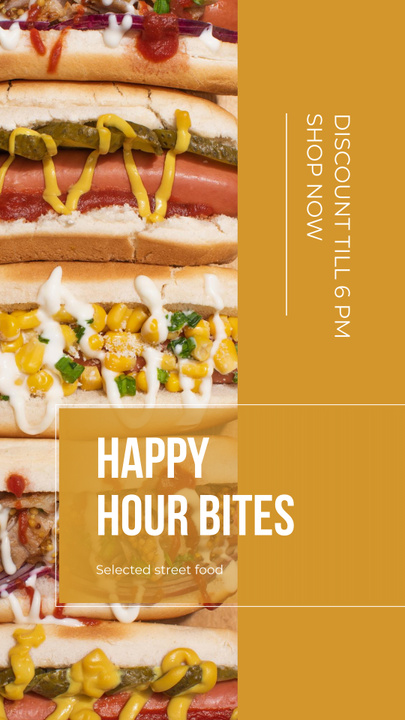 DISCOUNT TILL 6 PM
SHOP NOW
HAPPY
HOUR BITES
Selected street food